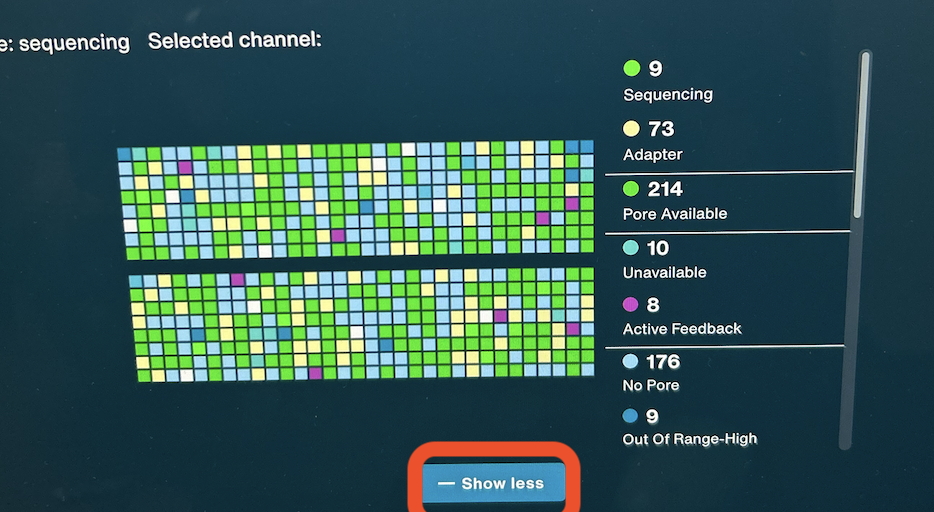 e: sequencing Selected channel:
9
Sequencing
73
Adapter
214
Pore Available
10
Unavailable
8
Active Feedback
176
No Pore
9
Out Of Range-High
— Show less